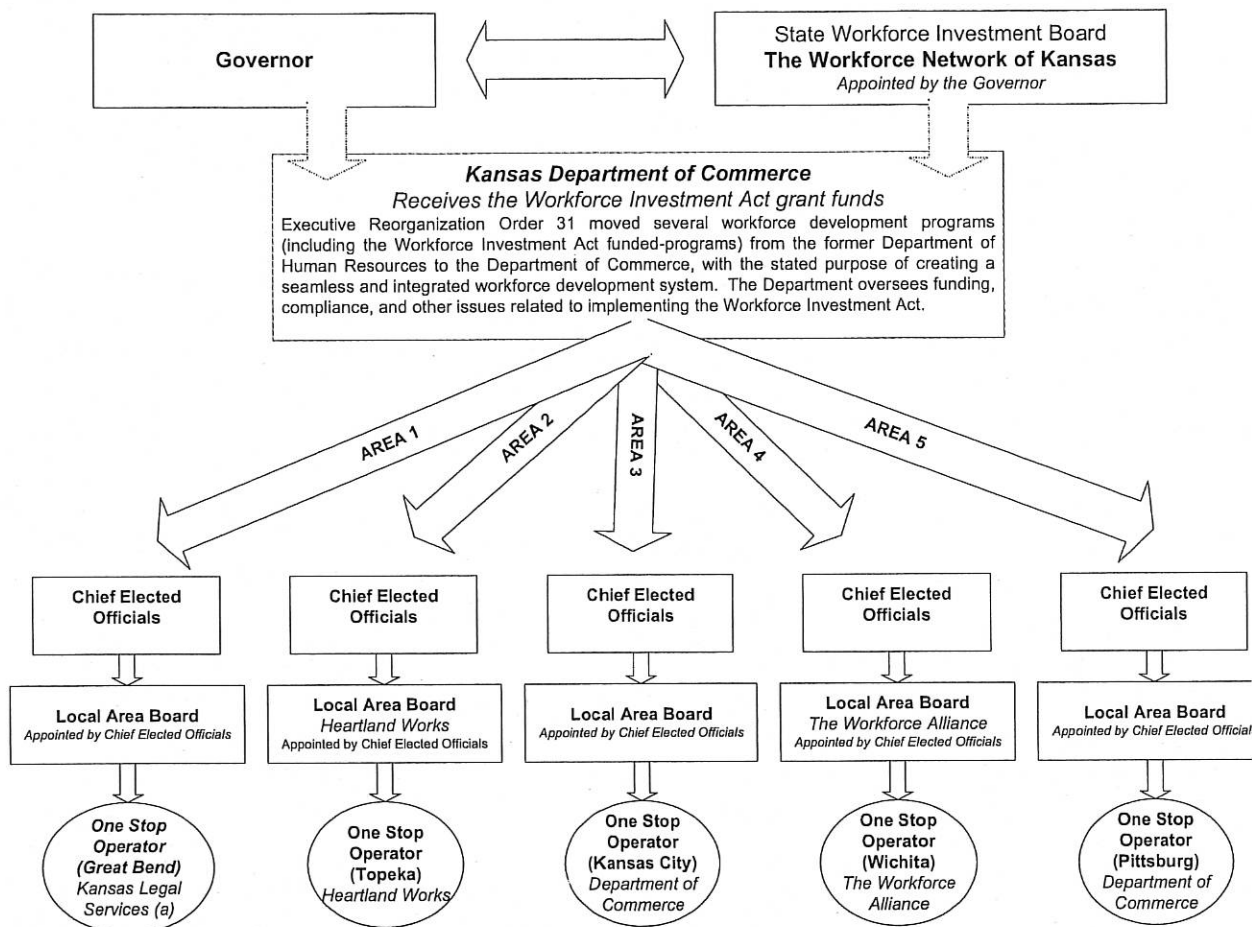 Governor
State Workforce Investment Board
The Workforce Network of Kansas
Appointed by the Governor
Kansas Department of Commerce
Receives the Workforce Investment Act grant funds
Executive Reorganization Order 31 moved several workforce development programs
(including the Workforce Investment Act funded-programs) from the former Department of
Human Resources to the Department of Commerce, with the stated purpose of creating a
seamless and integrated workforce development system. The Department oversees funding,
compliance, and other issues related to implementing the Workforce Investment Act.
AREA 1
AREA 2
AREA 3
AREA 4
AREA 5
Chief Elected
Officials
Chief Elected
Officials
Chief Elected
Officials
Chief Elected
Officials
Chief Elected
Officials
Local Area Board
Appointed by Chief Elected Officials
Local Area Board
Heartland Works
Appointed by Chief Elected Officials
Local Area Board
Appointed by Chief Elected Officials
Local Area Board
The Workforce Alliance
Appointed by Chief Elected Officials
Local Area Board
Appointed by Chief Elected Officials
One Stop
Operator
(Great Bend)
Kansas Legal
Services (a)
One Stop
Operator
(Topeka)
Heartland Works
One Stop
Operator
(Kansas City)
Department of
Commerce
One Stop
Operator
(Wichita)
The Workforce
Alliance
One Stop
Operator
(Pittsburg)
Department of
Commerce